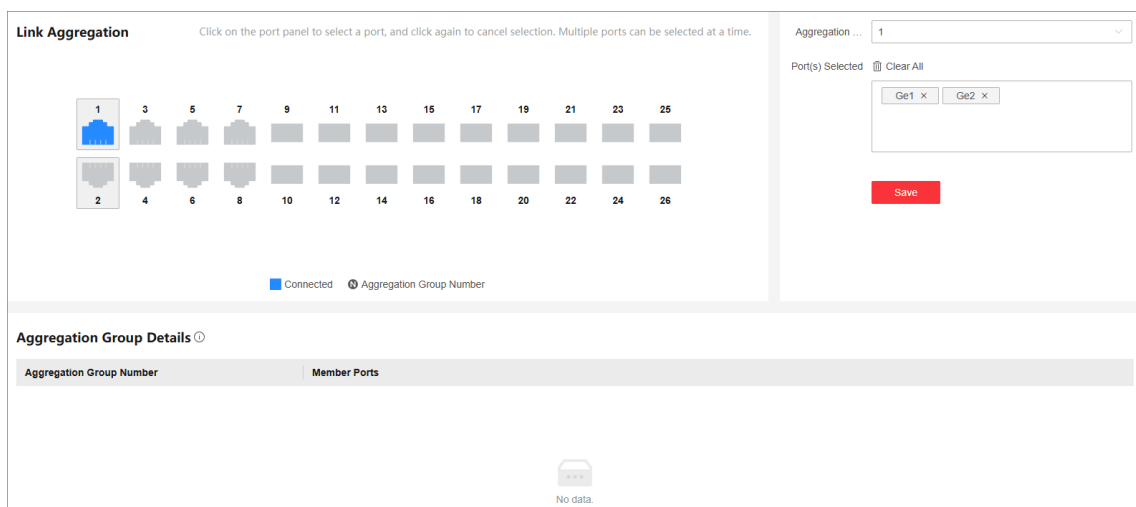 Link Aggregation
Click on the port panel to select a port, and click again to cancel selection. Multiple ports can be selected at a time.
1 3 5 7 9 11 13 15 17 19 21 23 25
2 4 6 8 10 12 14 16 18 20 22 24 26
Connected N Aggregation Group Number
Aggregation ... 1
Port(s) Selected Clear All
Ge1 × Ge2 ×
Save
Aggregation Group Details
Aggregation Group Number Member Ports
No data.